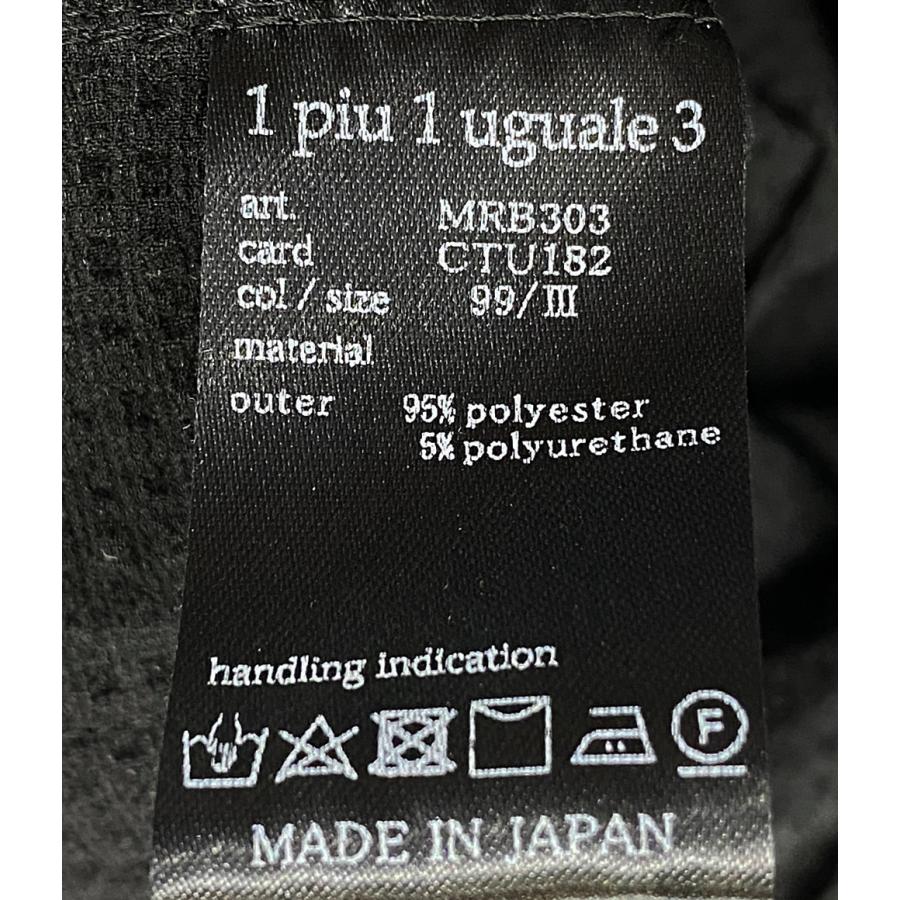 1 piu 1 uguale 3
art. MRB303
card CTU182
col / size 99/Ⅲ
material
outer 95% polyester
5% polyurethane
handling indication
F
MADE IN JAPAN